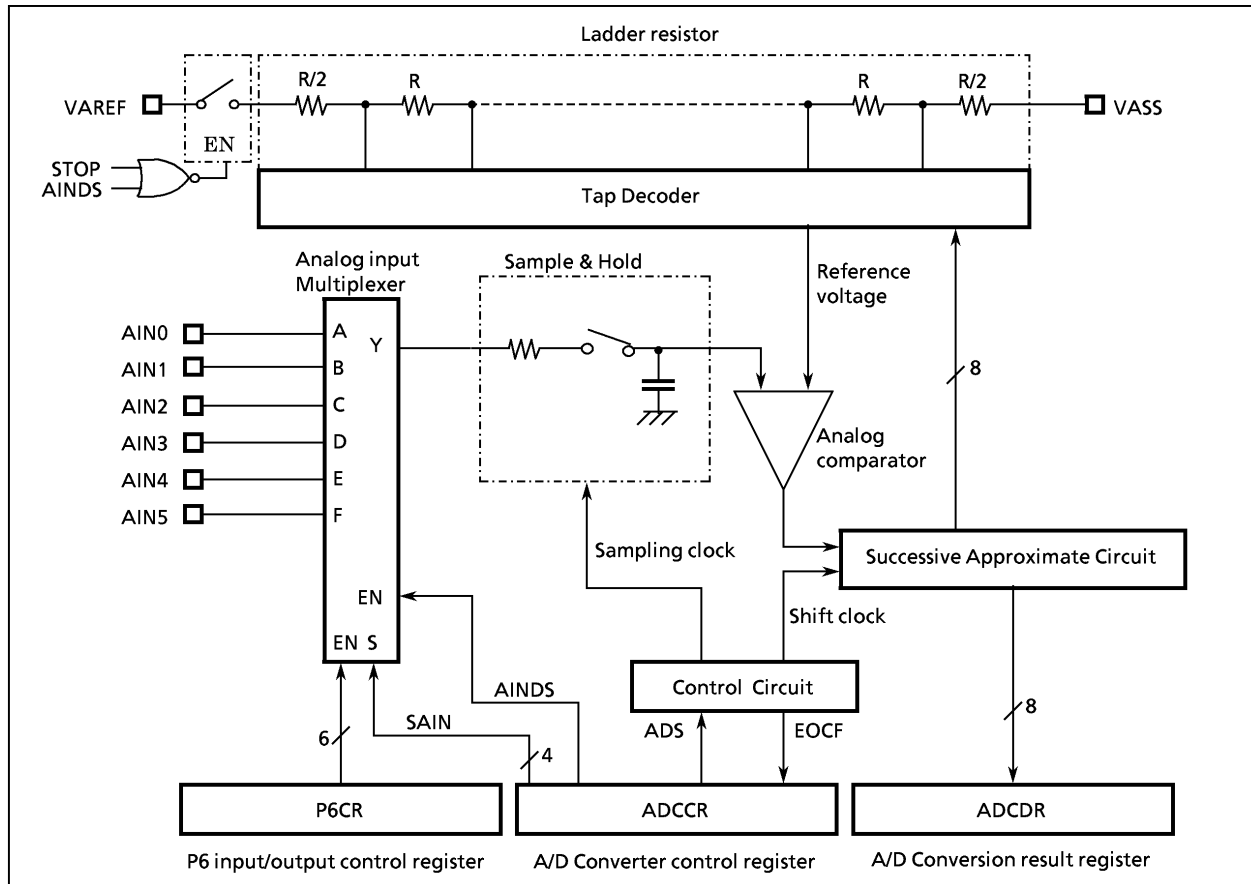 Ladder resistor
R/2
R
R
R/2
VAREF
VASS
EN
STOP
AINDS
Tap Decoder
Analog input
Multiplexer
Sample & Hold
Reference
voltage
AIN0
A
Y
AIN1
B
AIN2
C
AIN3
D
AIN4
E
AIN5
F
8
Analog
comparator
Sampling clock
Successive Approximate Circuit
EN
Shift clock
EN S
AINDS
Control Circuit
SAIN
ADS
EOCF
8
6
4
P6CR
ADCCR
ADCDR
P6 input/output control register
A/D Converter control register
A/D Conversion result register